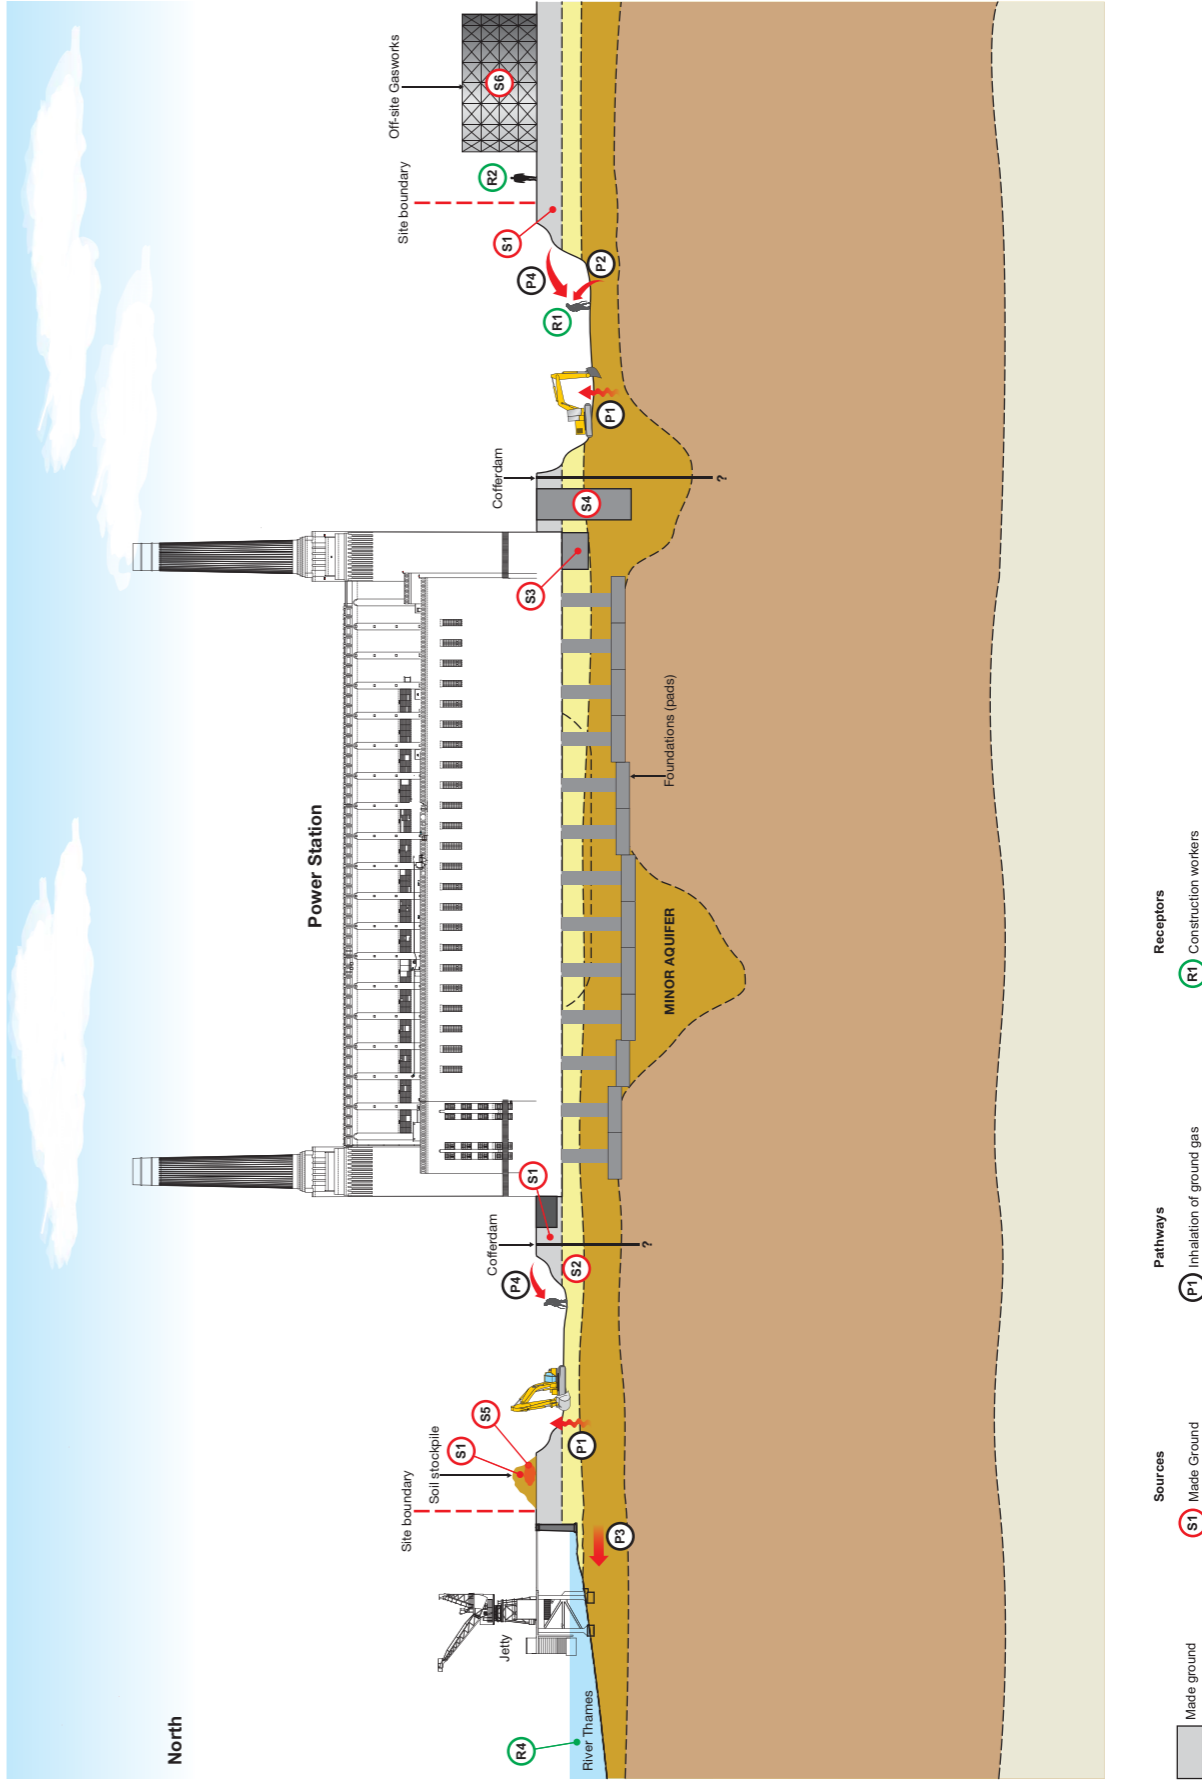 North
Power Station
Off-site Gasworks
Site boundary
Site boundary
Soil stockpile
S1
S5
R2
Cofferdam
Cofferdam
S6
Jetty
S1
P4
R4
P4
S3
S1
R1
S2
P1
S4
River Thames
P2
P1
P3
?
MINOR AQUIFER
Foundations (pads)
?
Sources
Pathways
Receptors
Made ground
S1 Made Ground
P1 Inhalation of ground gas
R1 Construction workers